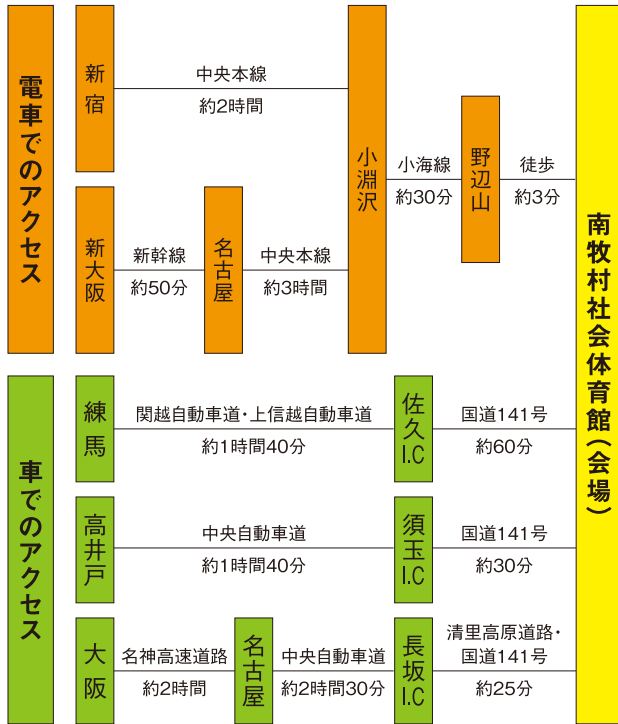 電車でのアクセス
新宿
中央本線
約2時間
新大阪
新幹線
約50分
名古屋
中央本線
約3時間
小淵沢
小海線
約30分
野辺山
徒歩
約3分
南牧村社会体育館(会場)
車でのアクセス
練馬
関越自動車道・上信越自動車道
約1時間40分
佐久I.C
国道141号
約60分
高井戸
中央自動車道
約1時間40分
須玉I.C
国道141号
約30分
大阪
名神高速道路
約2時間
名古屋
中央自動車道
約2時間30分
長坂I.C
清里高原道路・
国道141号
約25分